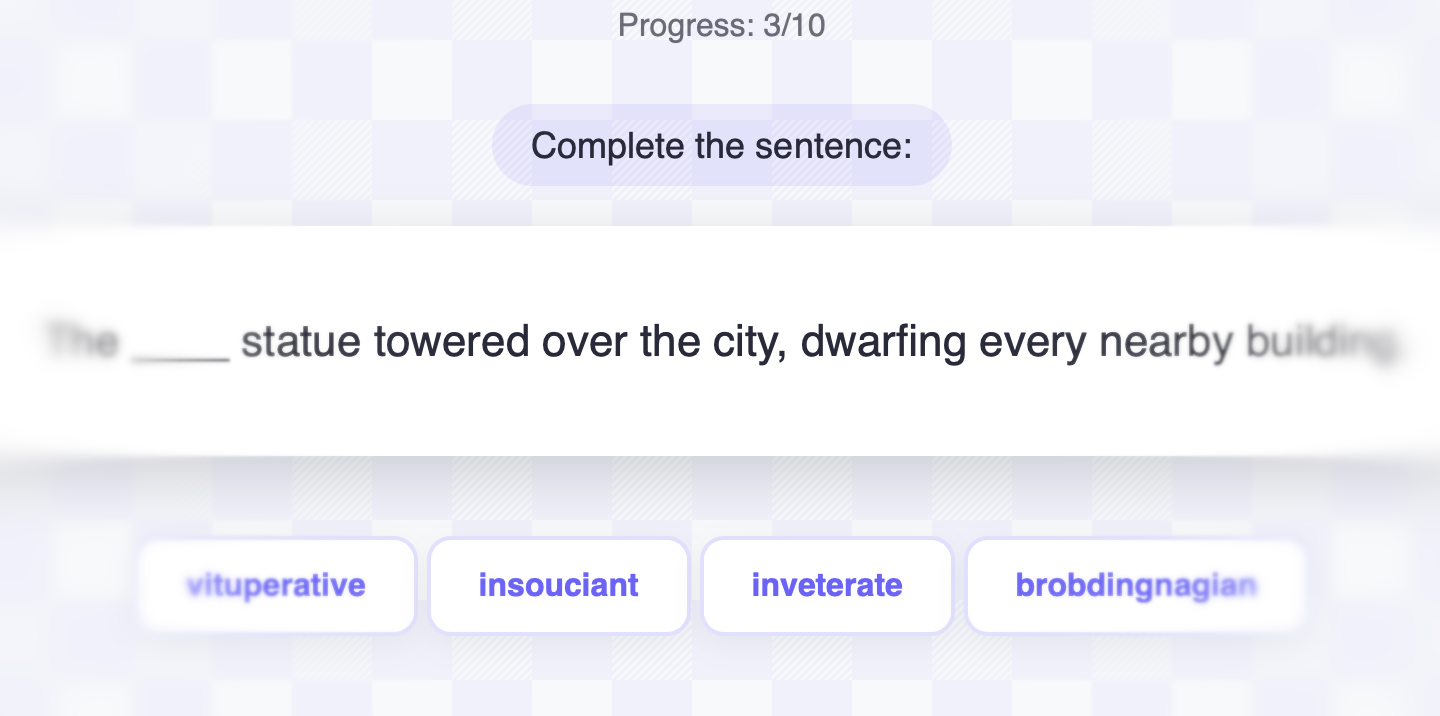 Progress: 3/10
Complete the sentence:
The ____ statue towered over the city, dwarfing every nearby building.
vituperative insouciant inveterate brobdingnagian